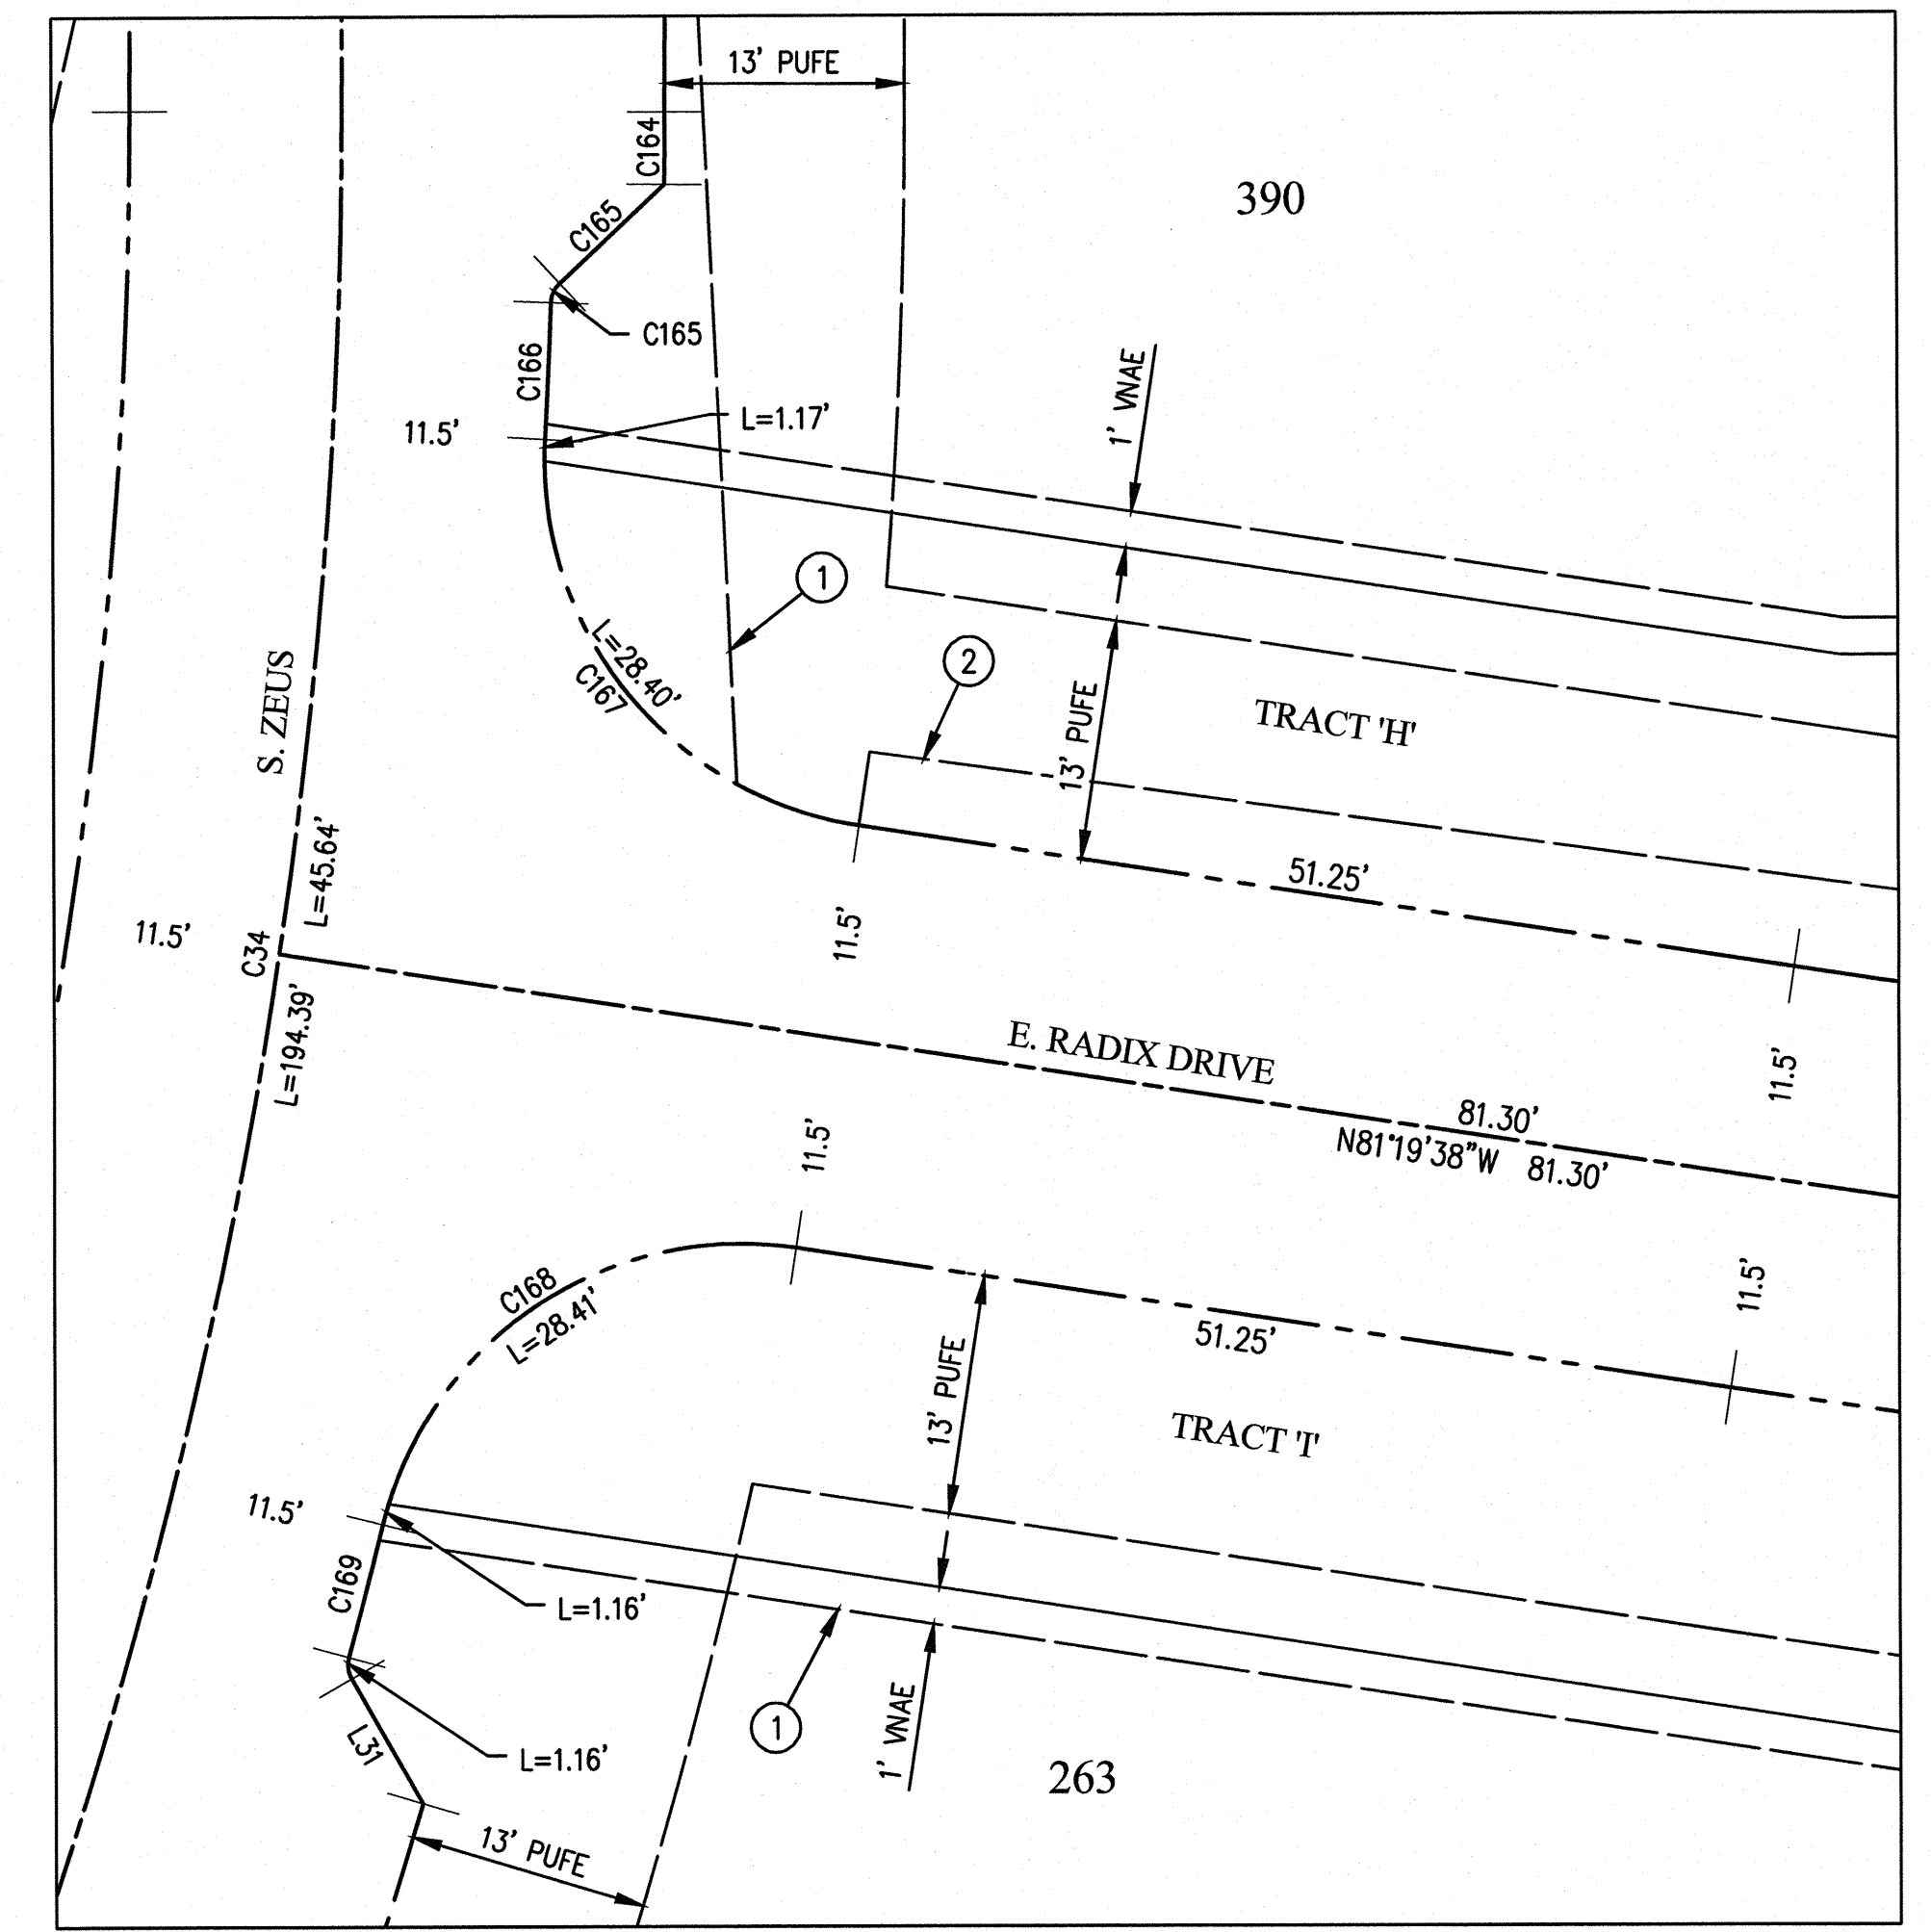 13' PUFE
C164
390
C165
C165
C166
1' VNAE
L=1.17'
11.5'
1
L=28.40'
C167
2
S. ZEUS
13' PUFE
TRACT 'H'
L=45.64'
51.25'
11.5'
11.5'
C34
L=194.39'
E. RADIX DRIVE
11.5'
81.30'
N81°19'38"W 81.30'
11.5'
C168
L=28.41'
11.5'
51.25'
13' PUFE
TRACT 'I'
11.5'
C169
L=1.16'
1
1' VNAE
L31
L=1.16'
263
13' PUFE